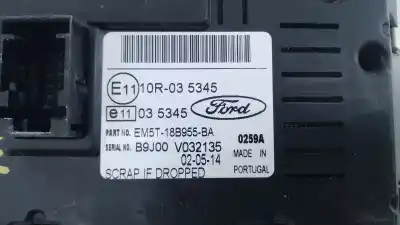 E11 10R-03 5345
e11 03 5345 Ford
PART NO. EM5T-18B955-BA 0259A
SERIAL NO. B9J00 V032135 MADE IN
02-05-14 PORTUGAL
SCRAP IF DROPPED